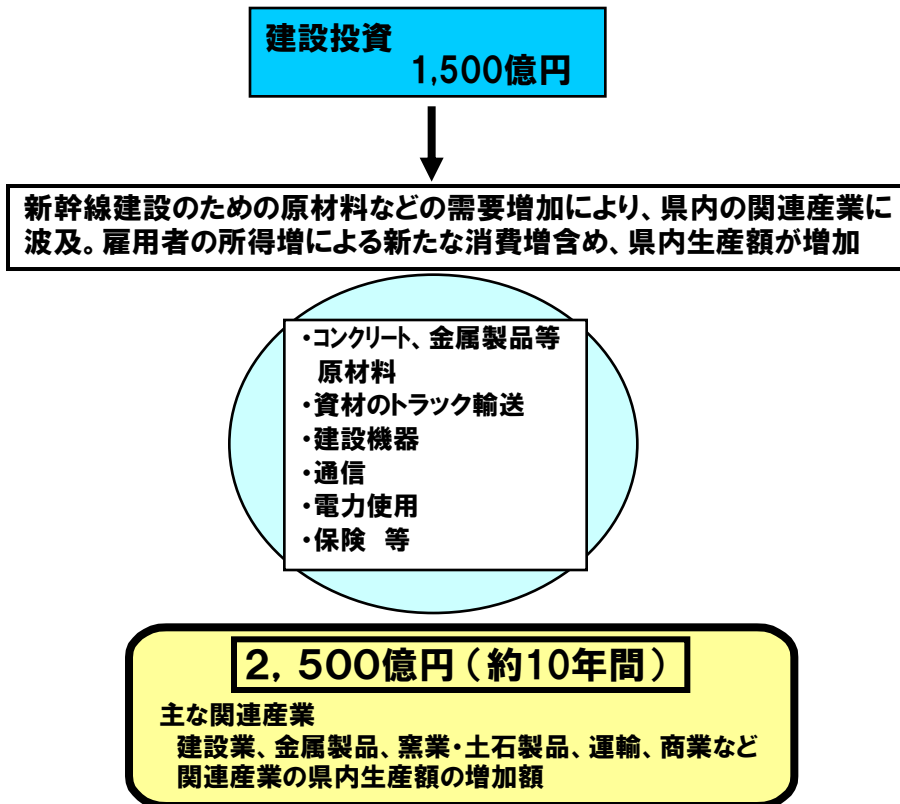 建設投資
1,500億円
新幹線建設のための原材料などの需要増加により、県内の関連産業に
波及。雇用者の所得増による新たな消費増含め、県内生産額が増加
・コンクリート、金属製品等
原材料
・資材のトラック輸送
・建設機器
・通信
・電力使用
・保険 等
2，500億円（約10年間）
主な関連産業
建設業、金属製品、窯業・土石製品、運輸、商業など
関連産業の県内生産額の増加額